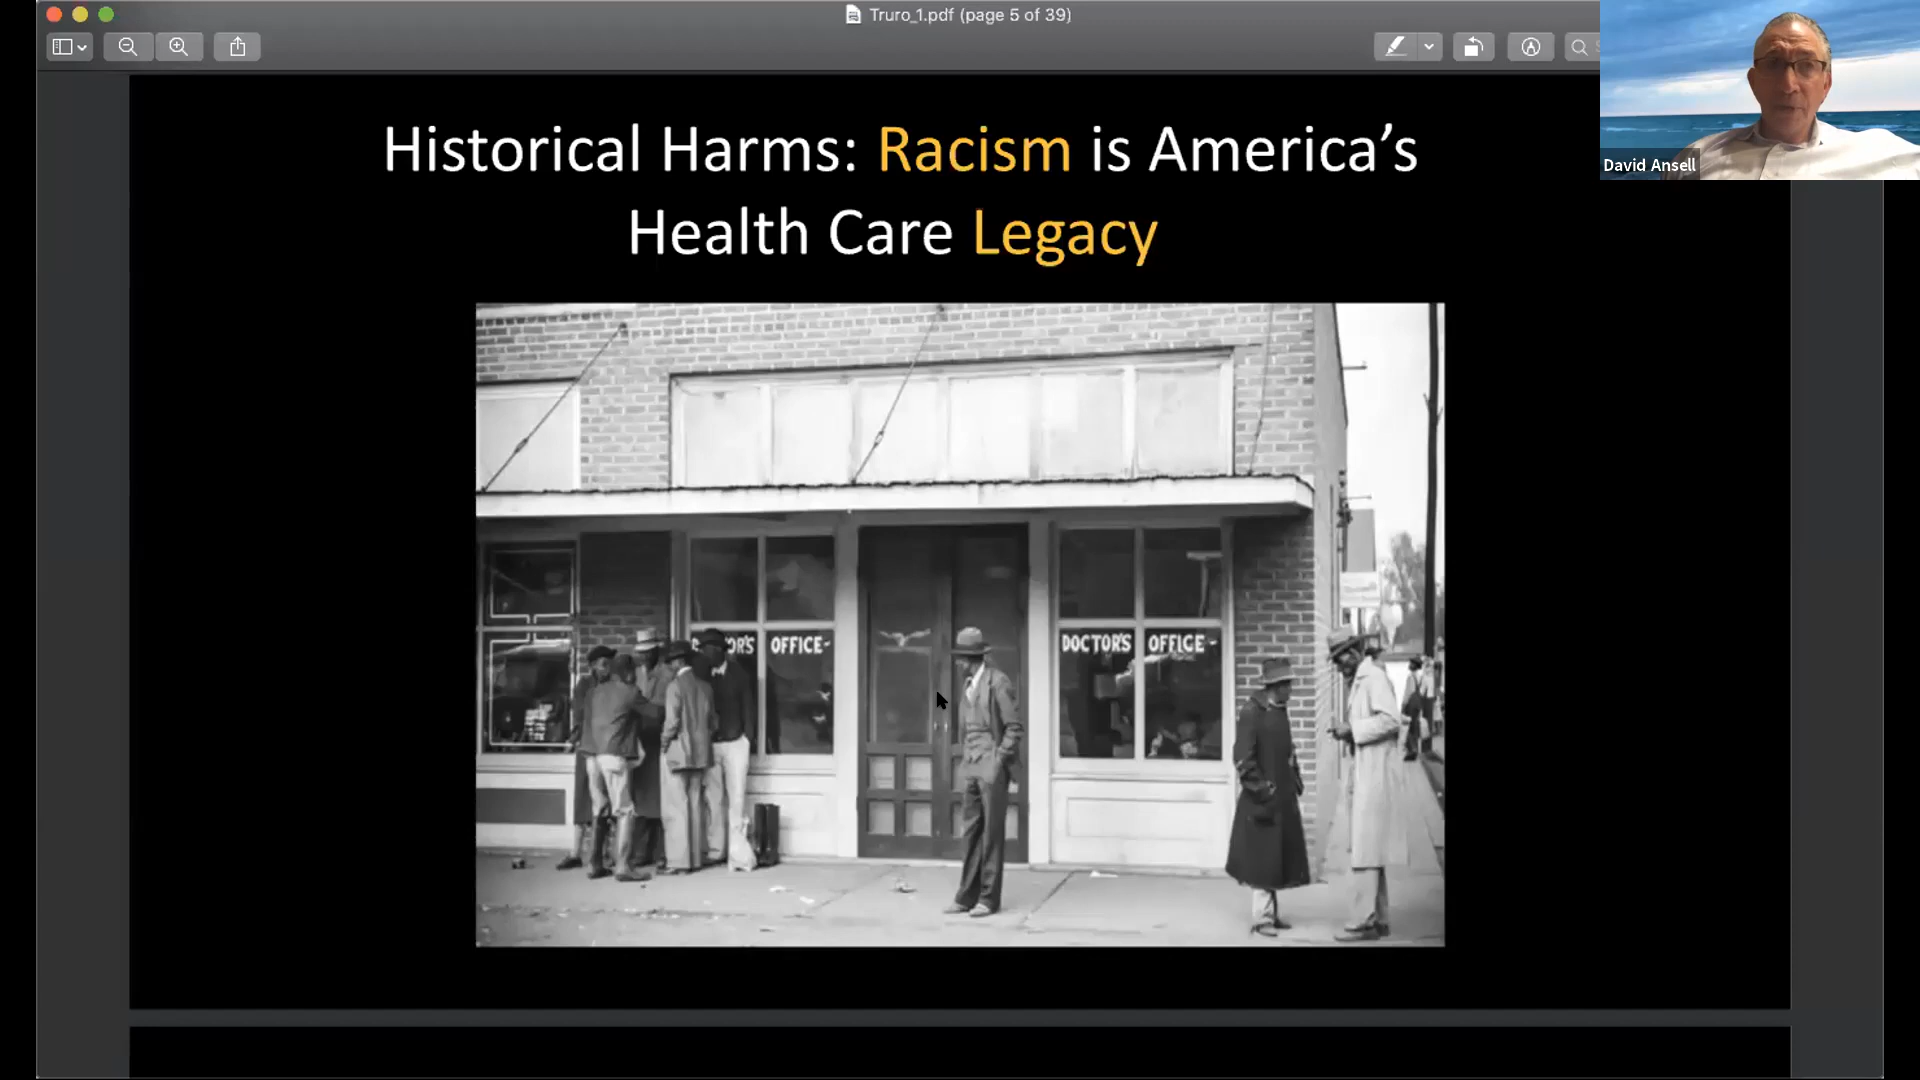 Truro_1.pdf (page 5 of 39)
David Ansell
Historical Harms: Racism is America’s
Health Care Legacy
OFFICE-
DOCTOR'S OFFICE-